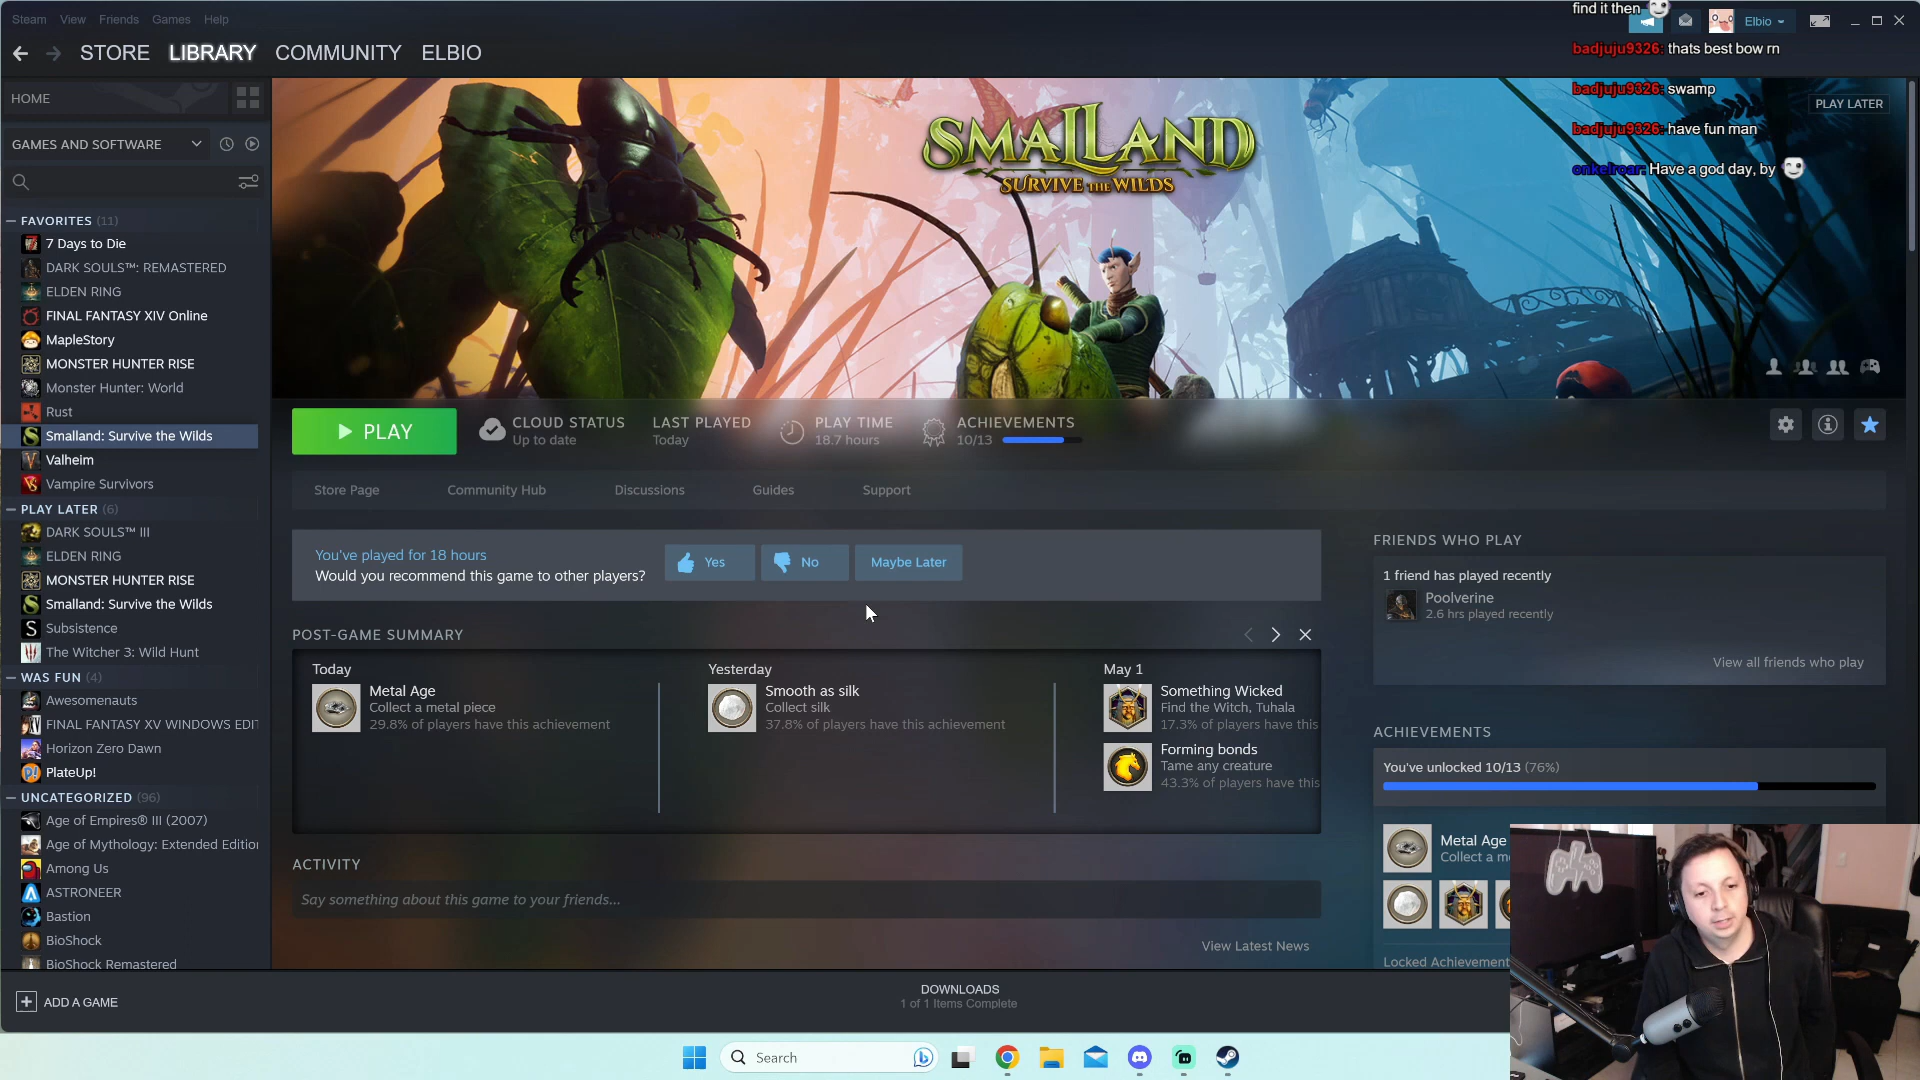 Steam View Friends Games Help
find it then
Elbio
STORE LIBRARY COMMUNITY ELBIO
badjuju9326: thats best bow rn
badjuju9326: swamp
badjuju9326: have fun man
onkelroar: Have a god day, by
PLAY LATER
HOME
GAMES AND SOFTWARE
SMALLAND
SURVIVE THE WILDS
FAVORITES (11)
7 Days to Die
DARK SOULS™: REMASTERED
ELDEN RING
FINAL FANTASY XIV Online
MapleStory
MONSTER HUNTER RISE
Monster Hunter: World
Rust
Smalland: Survive the Wilds
Valheim
Vampire Survivors
PLAY LATER (6)
DARK SOULS™ III
ELDEN RING
MONSTER HUNTER RISE
Smalland: Survive the Wilds
Subsistence
The Witcher 3: Wild Hunt
WAS FUN (4)
Awesomenauts
FINAL FANTASY XV WINDOWS EDIT
Horizon Zero Dawn
PlateUp!
UNCATEGORIZED (96)
Age of Empires® III (2007)
Age of Mythology: Extended Edition
Among Us
ASTRONEER
Bastion
BioShock
BioShock Remastered
ADD A GAME
PLAY
CLOUD STATUS
Up to date
LAST PLAYED
Today
PLAY TIME
18.7 hours
ACHIEVEMENTS
10/13
Store Page Community Hub Discussions Guides Support
You've played for 18 hours
Would you recommend this game to other players?
Yes No Maybe Later
POST-GAME SUMMARY
Today
Metal Age
Collect a metal piece
29.8% of players have this achievement
Yesterday
Smooth as silk
Collect silk
37.8% of players have this achievement
May 1
Something Wicked
Find the Witch, Tuhala
17.3% of players have this
Forming bonds
Tame any creature
43.3% of players have this
ACTIVITY
Say something about this game to your friends...
View Latest News
FRIENDS WHO PLAY
1 friend has played recently
Poolverine
2.6 hrs played recently
View all friends who play
ACHIEVEMENTS
You've unlocked 10/13 (76%)
Metal Age
Collect a m
Locked Achievement
DOWNLOADS
1 of 1 Items Complete
Search